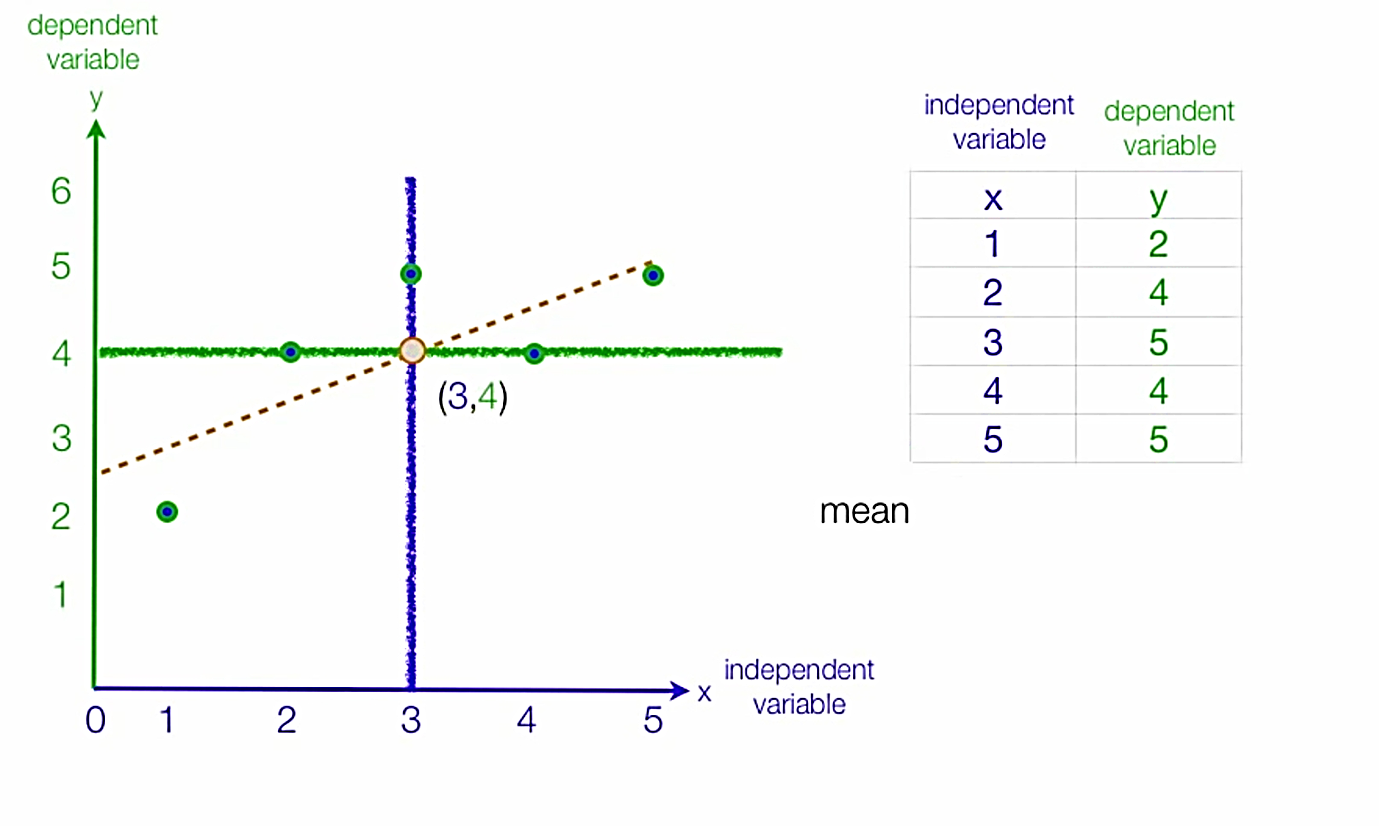 dependent
variable
y
6
5
4
3
2
1
(3,4)
0 1 2 3 4 5
x
independent
variable
independent
variable
dependent
variable
x y
1 2
2 4
3 5
4 4
5 5
mean